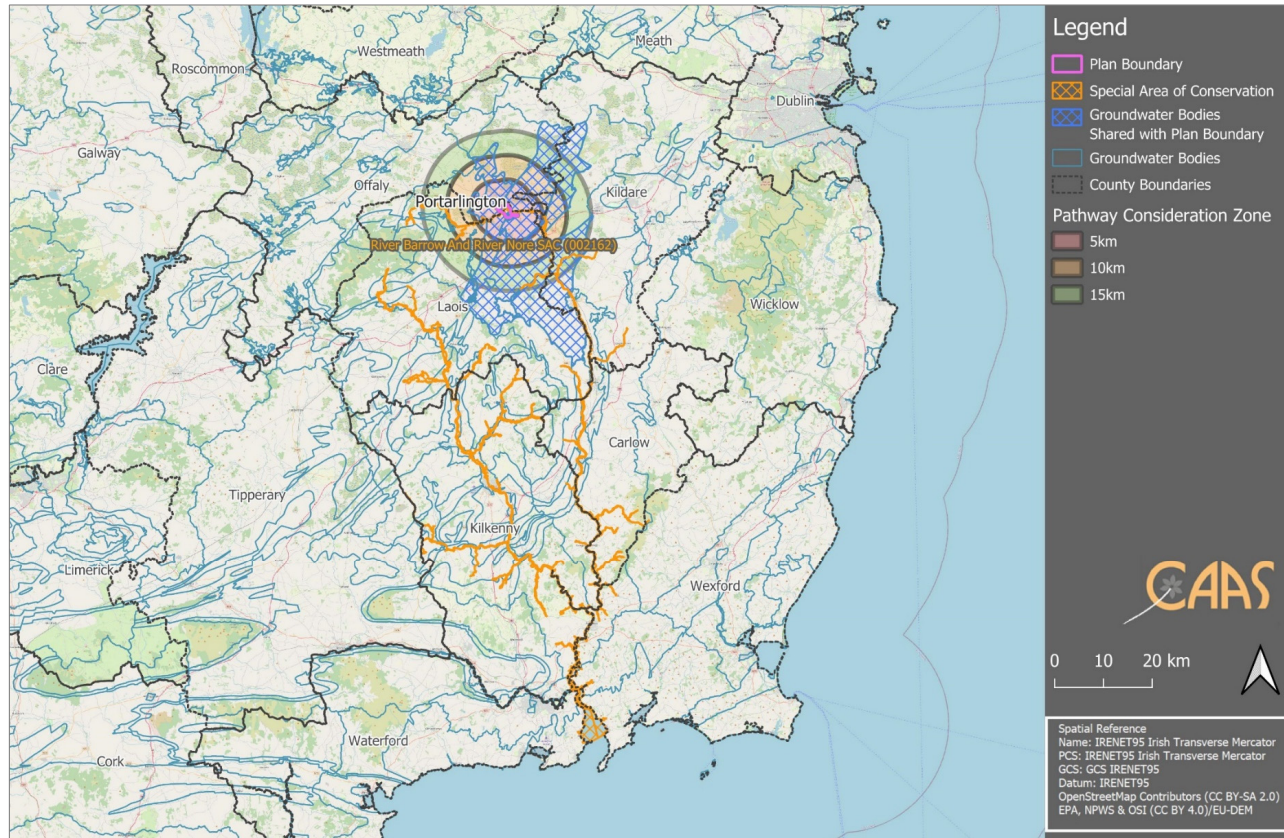 Meath
Westmeath
Roscommon
Dublin
Galway
Offaly
Kildare
Portarlington
River Barrow And River Nore SAC (002162)
Laois
Wicklow
Clare
Carlow
Tipperary
Kilkenny
Limerick
Wexford
Waterford
Cork
Legend
Plan Boundary
Special Area of Conservation
Groundwater Bodies
Shared with Plan Boundary
Groundwater Bodies
County Boundaries
Pathway Consideration Zone
5km
10km
15km
CAAS
0 10 20 km
Spatial Reference
Name: IRENET95 Irish Transverse Mercator
PCS: IRENET95 Irish Transverse Mercator
GCS: GCS IRENET95
Datum: IRENET95
OpenStreetMap Contributors (CC BY-SA 2.0)
EPA, NPWS & OSI (CC BY 4.0)/EU-DEM